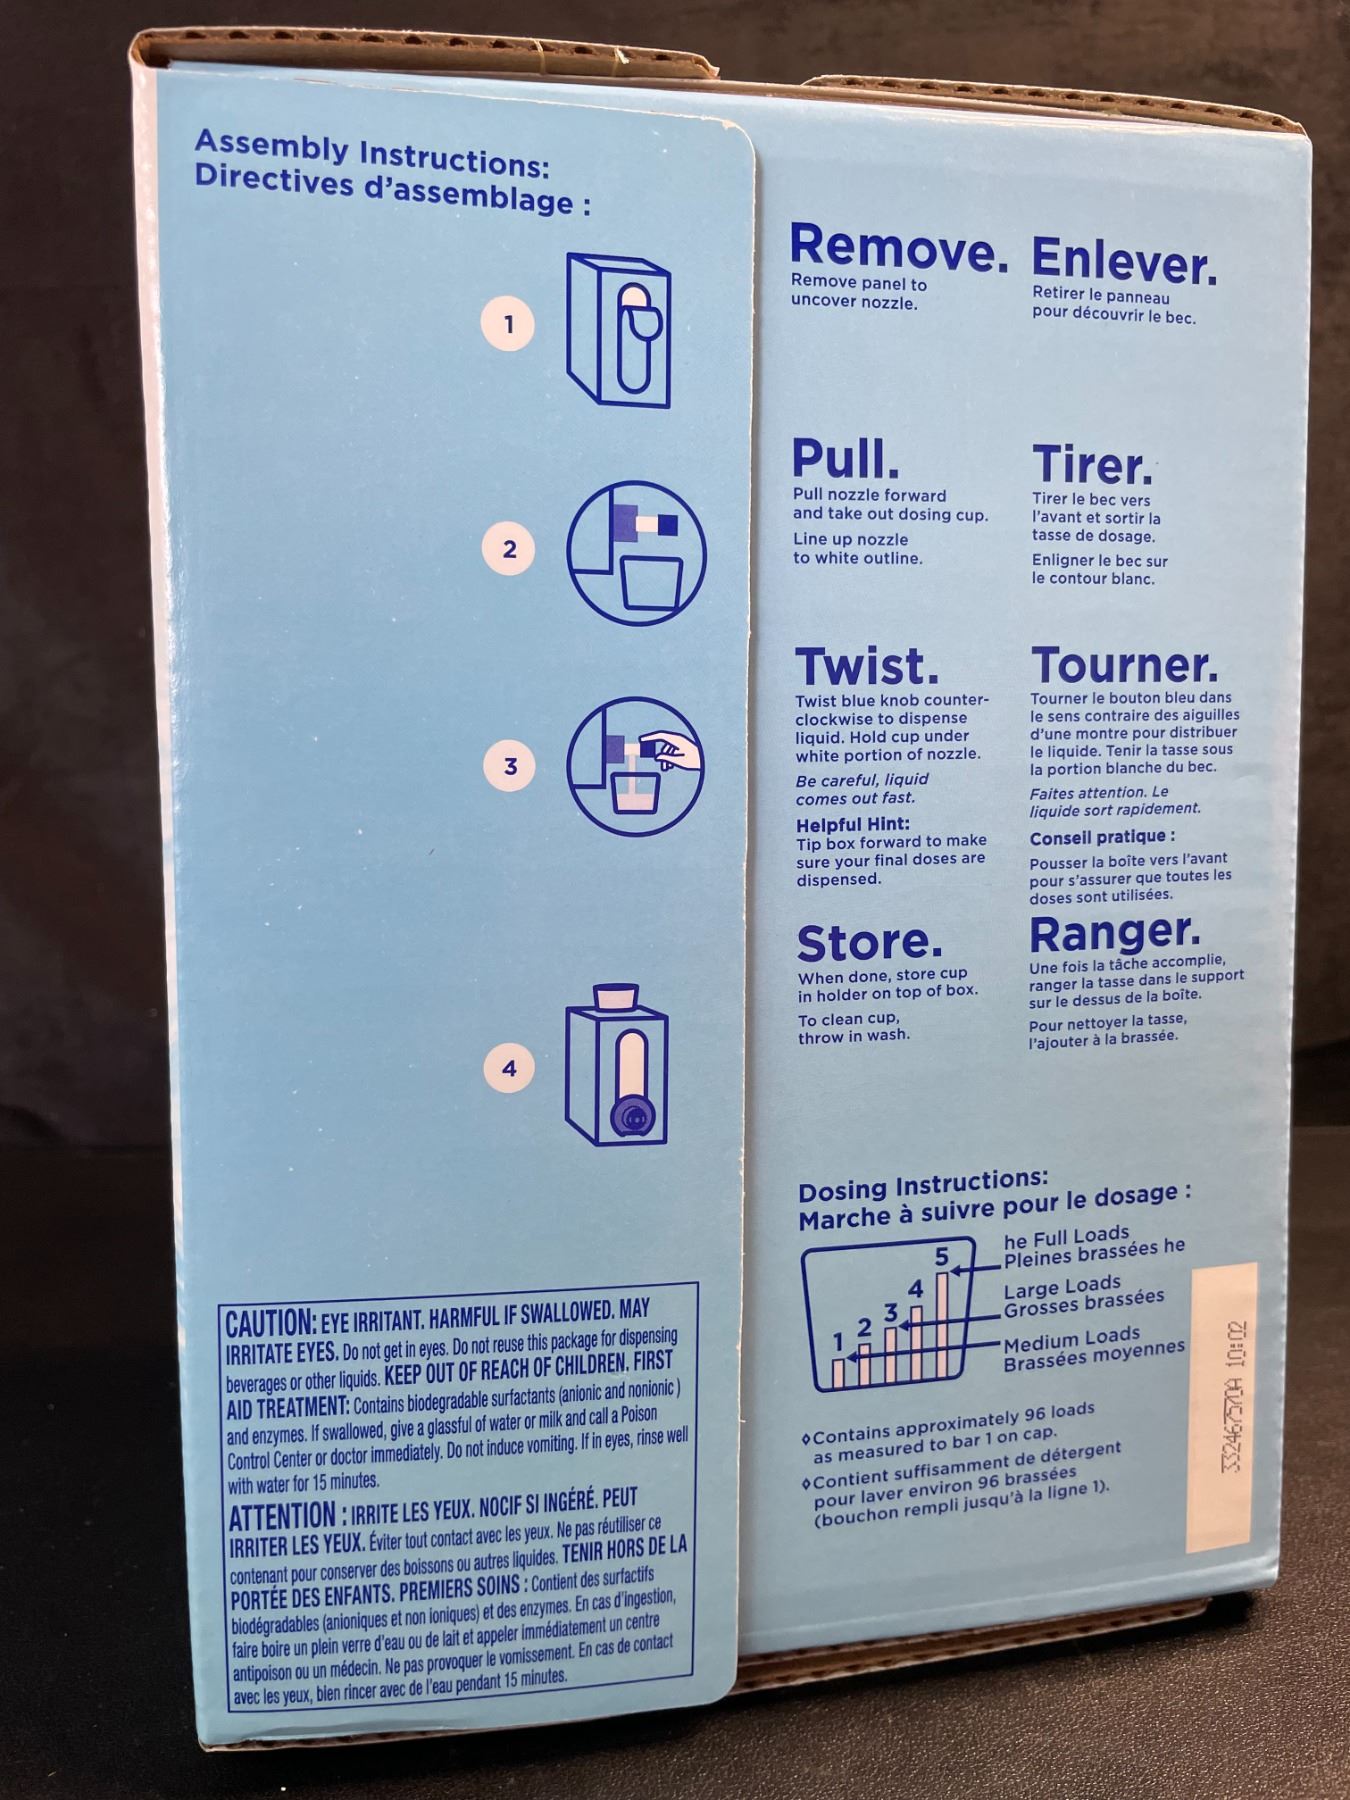 Assembly Instructions:
Directives d'assemblage :
1
2
3
4
Remove.
Remove panel to
uncover nozzle.
Enlever.
Retirer le panneau
pour découvrir le bec.
Pull.
Pull nozzle forward
and take out dosing cup.
Line up nozzle
to white outline.
Tirer.
Tirer le bec vers
l'avant et sortir la
tasse de dosage.
Enligner le bec sur
le contour blanc.
Twist.
Twist blue knob counter-
clockwise to dispense
liquid. Hold cup under
white portion of nozzle.
Be careful, liquid
comes out fast.
Helpful Hint:
Tip box forward to make
sure your final doses are
dispensed.
Tourner.
Tourner le bouton bleu dans
le sens contraire des aiguilles
d'une montre pour distribuer
le liquide. Tenir la tasse sous
la portion blanche du bec.
Faites attention. Le
liquide sort rapidement.
Conseil pratique :
Pousser la boîte vers l'avant
pour s'assurer que toutes les
doses sont utilisées.
Store.
When done, store cup
in holder on top of box.
To clean cup,
throw in wash.
Ranger.
Une fois la tâche accomplie,
ranger la tasse dans le support
sur le dessus de la boîte.
Pour nettoyer la tasse,
l'ajouter à la brassée.
Dosing Instructions:
Marche à suivre pour le dosage :
1 2 3 4 5
he Full Loads
Pleines brassées he
Large Loads
Grosses brassées
Medium Loads
Brassées moyennes
◊Contains approximately 96 loads
as measured to bar 1 on cap.
◊Contient suffisamment de détergent
pour laver environ 96 brassées
(bouchon rempli jusqu'à la ligne 1).
33246757DA 10:02
CAUTION: EYE IRRITANT. HARMFUL IF SWALLOWED. MAY
IRRITATE EYES. Do not get in eyes. Do not reuse this package for dispensing
beverages or other liquids. KEEP OUT OF REACH OF CHILDREN. FIRST
AID TREATMENT: Contains biodegradable surfactants (anionic and nonionic)
and enzymes. If swallowed, give a glassful of water or milk and call a Poison
Control Center or doctor immediately. Do not induce vomiting. If in eyes, rinse well
with water for 15 minutes.
ATTENTION : IRRITE LES YEUX. NOCIF SI INGÉRÉ. PEUT
IRRITER LES YEUX. Éviter tout contact avec les yeux. Ne pas réutiliser ce
contenant pour conserver des boissons ou autres liquides. TENIR HORS DE LA
PORTÉE DES ENFANTS. PREMIERS SOINS : Contient des surfactifs
biodégradables (anioniques et non ioniques) et des enzymes. En cas d'ingestion,
faire boire un plein verre d'eau ou de lait et appeler immédiatement un centre
antipoison ou un médecin. Ne pas provoquer le vomissement. En cas de contact
avec les yeux, bien rincer avec de l'eau pendant 15 minutes.